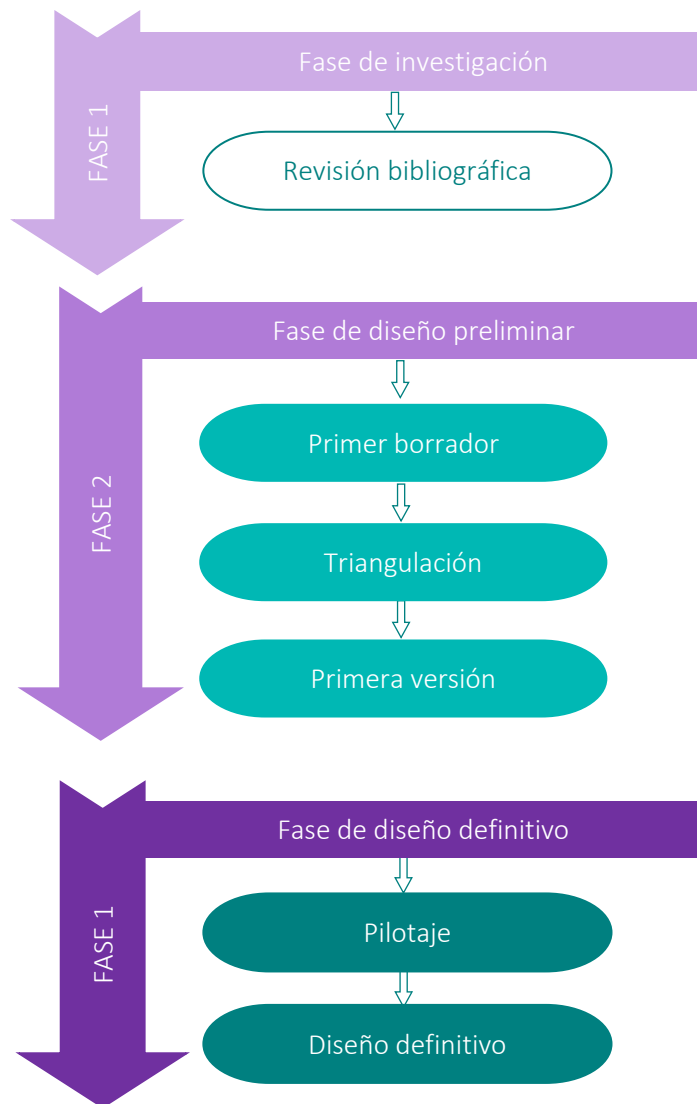 Fase de investigación
FASE 1
Revisión bibliográfica
Fase de diseño preliminar
FASE 2
Primer borrador
Triangulación
Primera versión
Fase de diseño definitivo
FASE 1
Pilotaje
Diseño definitivo